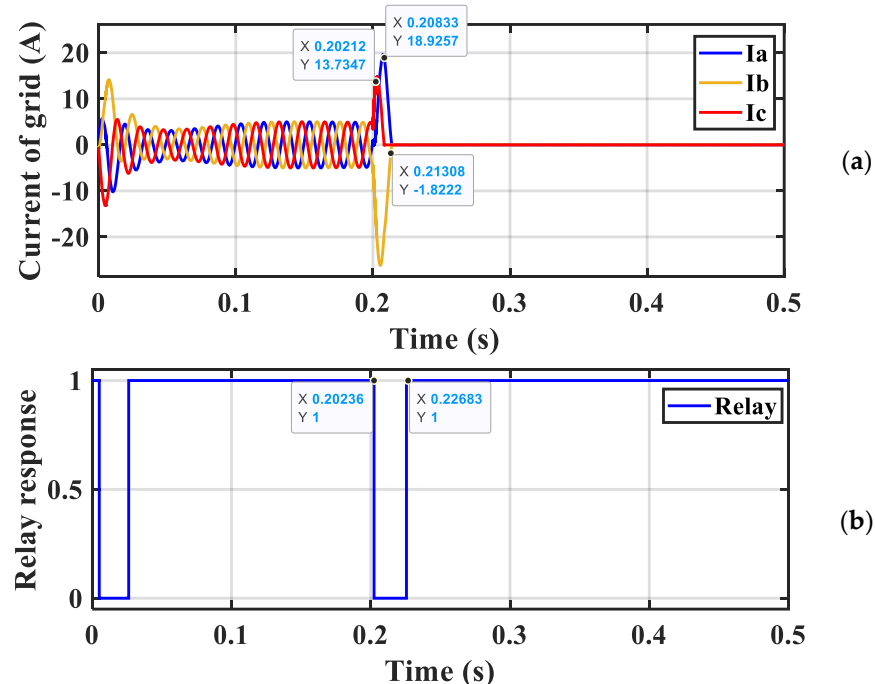 X 0.20833
Y 18.9257
X 0.20212
Y 13.7347
20
10
0
-10
-20
Current of grid (A)
Ia
Ib
Ic
X 0.21308
Y -1.8222
(a)
0
0.1
0.2
0.3
0.4
0.5
Time (s)
1
0.5
0
Relay response
X 0.20236
Y 1
X 0.22683
Y 1
Relay
(b)
0
0.1
0.2
0.3
0.4
0.5
Time (s)